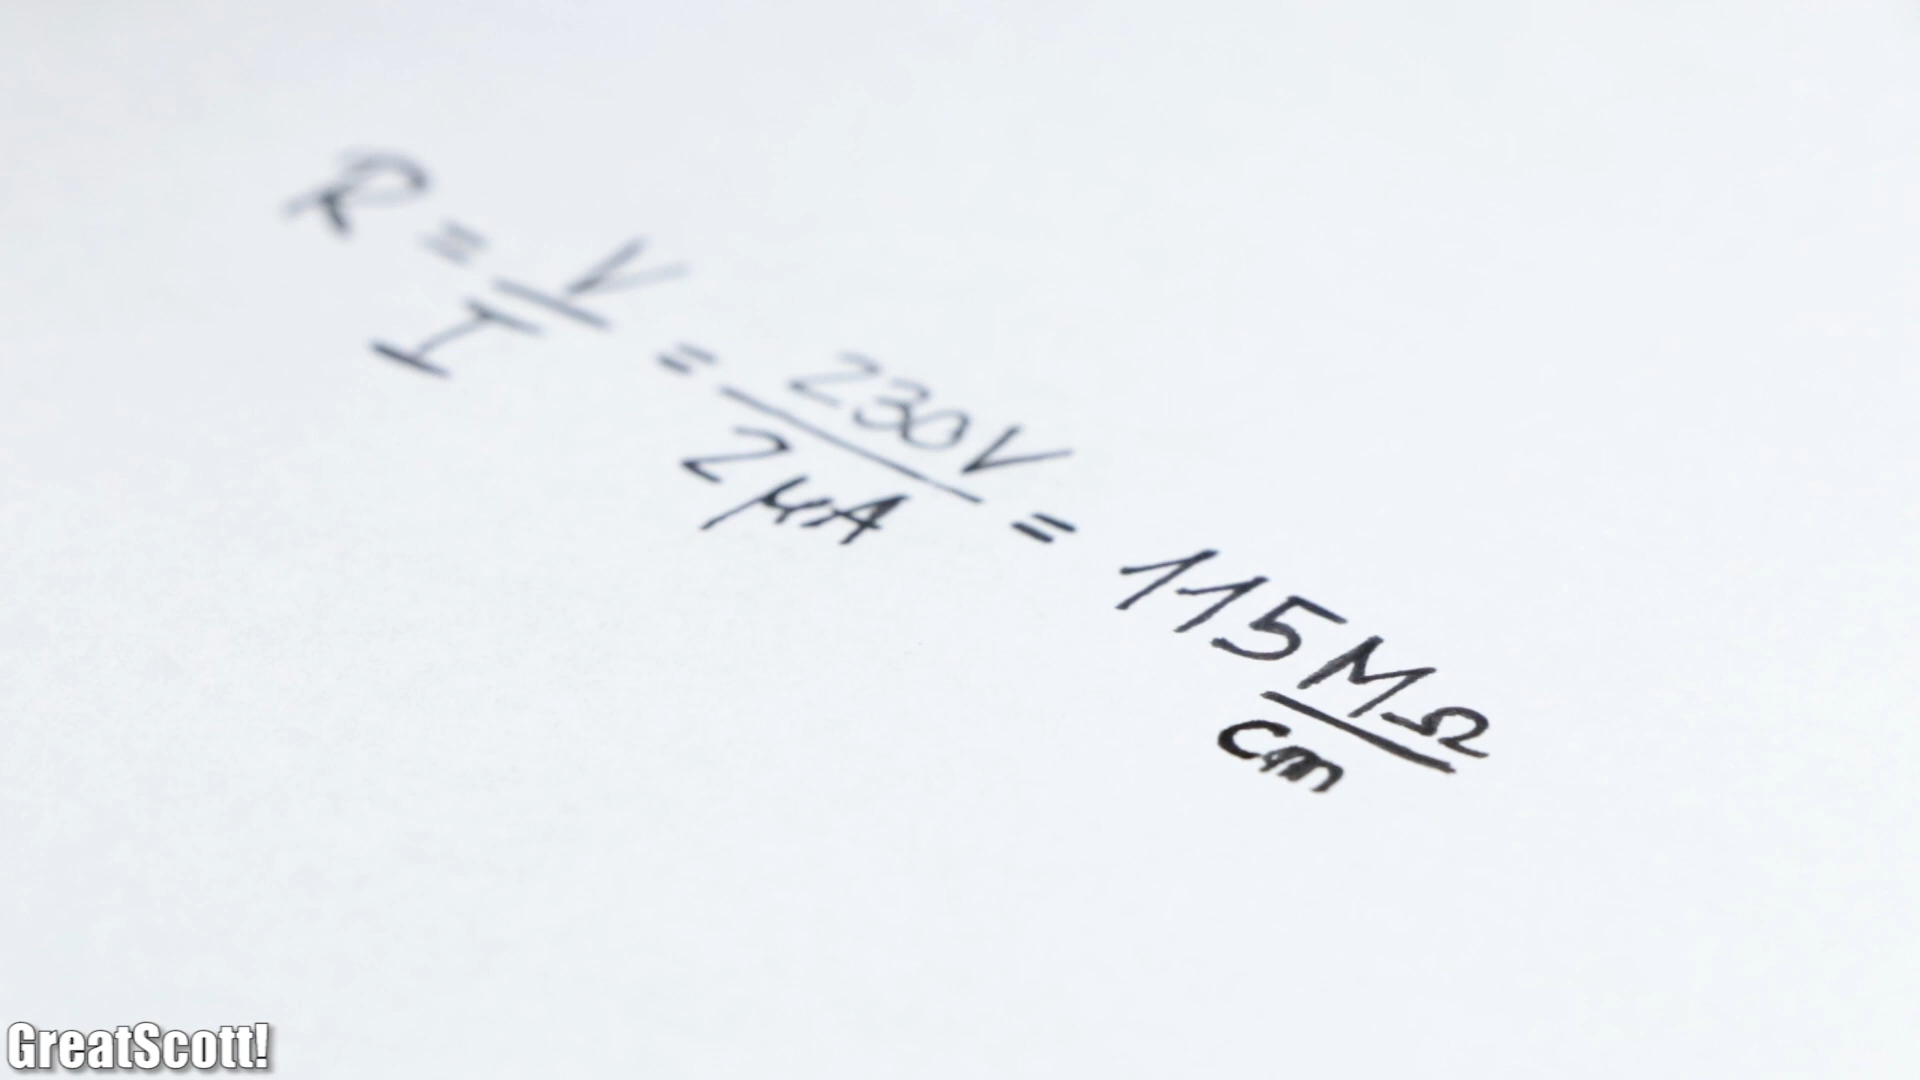 R = V/I = 230V/2µA = 115 MΩ/cm
GreatScott!